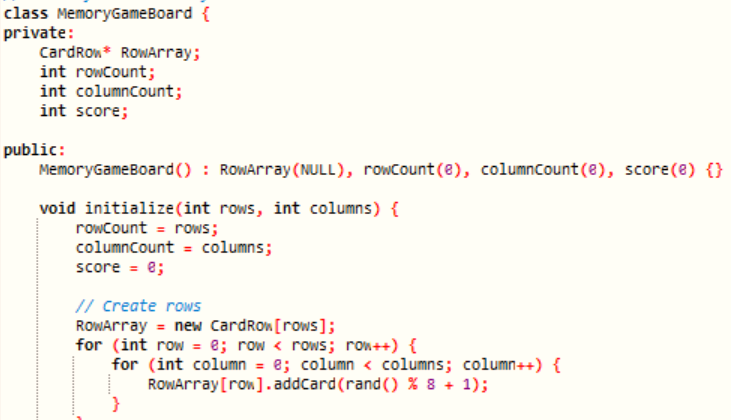 class MemoryGameBoard {
private:
    CardRow* RowArray;
    int rowCount;
    int columnCount;
    int score;

public:
    MemoryGameBoard() : RowArray(NULL), rowCount(0), columnCount(0), score(0) {}

    void initialize(int rows, int columns) {
        rowCount = rows;
        columnCount = columns;
        score = 0;

        // Create rows
        RowArray = new CardRow[rows];
        for (int row = 0; row < rows; row++) {
            for (int column = 0; column < columns; column++) {
                RowArray[row].addCard(rand() % 8 + 1);
            }